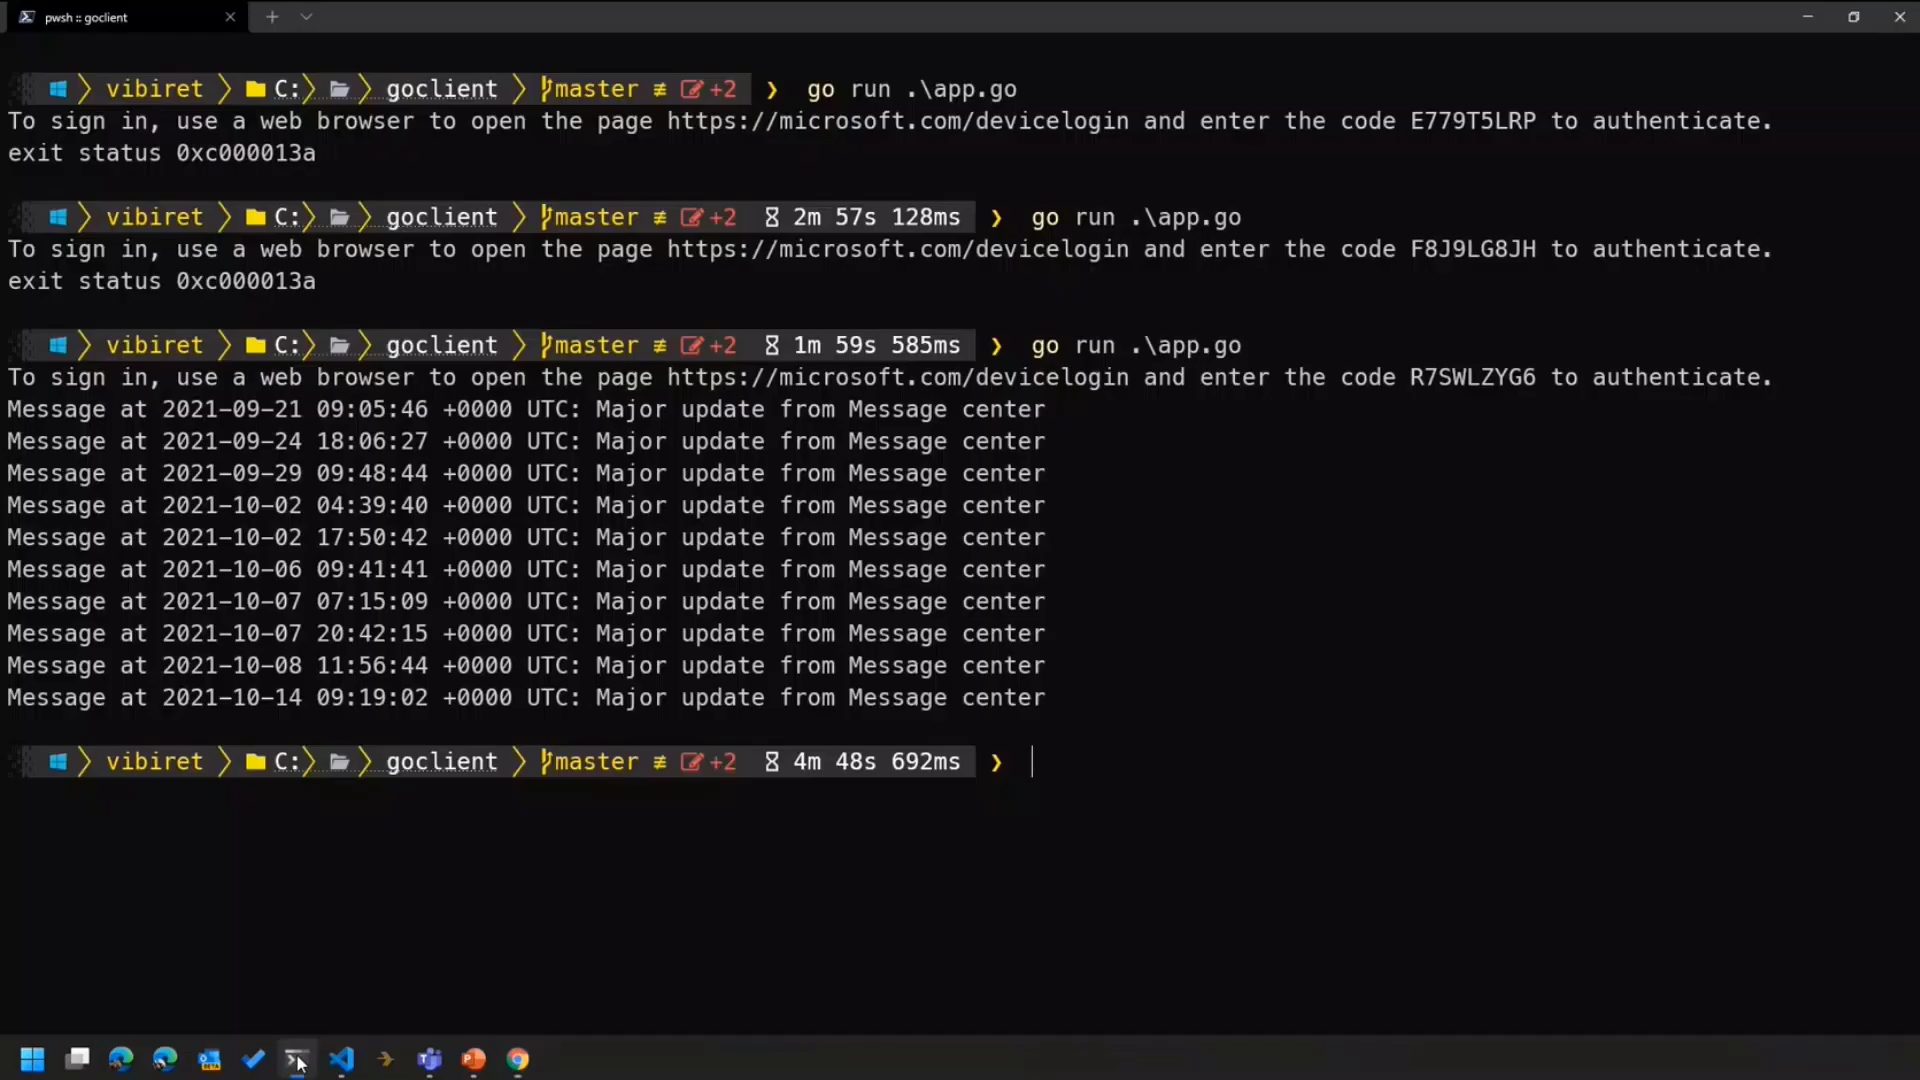 pwsh :: goclient
vibiret C: goclient master ≢ +2 ❯ go run .\app.go
To sign in, use a web browser to open the page https://microsoft.com/devicelogin and enter the code E779T5LRP to authenticate.
exit status 0xc000013a
vibiret C: goclient master ≢ +2 2m 57s 128ms ❯ go run .\app.go
To sign in, use a web browser to open the page https://microsoft.com/devicelogin and enter the code F8J9LG8JH to authenticate.
exit status 0xc000013a
vibiret C: goclient master ≢ +2 1m 59s 585ms ❯ go run .\app.go
To sign in, use a web browser to open the page https://microsoft.com/devicelogin and enter the code R7SWLZYG6 to authenticate.
Message at 2021-09-21 09:05:46 +0000 UTC: Major update from Message center
Message at 2021-09-24 18:06:27 +0000 UTC: Major update from Message center
Message at 2021-09-29 09:48:44 +0000 UTC: Major update from Message center
Message at 2021-10-02 04:39:40 +0000 UTC: Major update from Message center
Message at 2021-10-02 17:50:42 +0000 UTC: Major update from Message center
Message at 2021-10-06 09:41:41 +0000 UTC: Major update from Message center
Message at 2021-10-07 07:15:09 +0000 UTC: Major update from Message center
Message at 2021-10-07 20:42:15 +0000 UTC: Major update from Message center
Message at 2021-10-08 11:56:44 +0000 UTC: Major update from Message center
Message at 2021-10-14 09:19:02 +0000 UTC: Major update from Message center
vibiret C: goclient master ≢ +2 4m 48s 692ms ❯
BETA